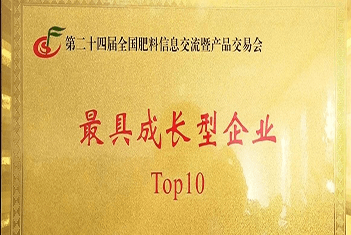 第二十四届全国肥料信息交流暨产品交易会
最具成长型企业
Top10